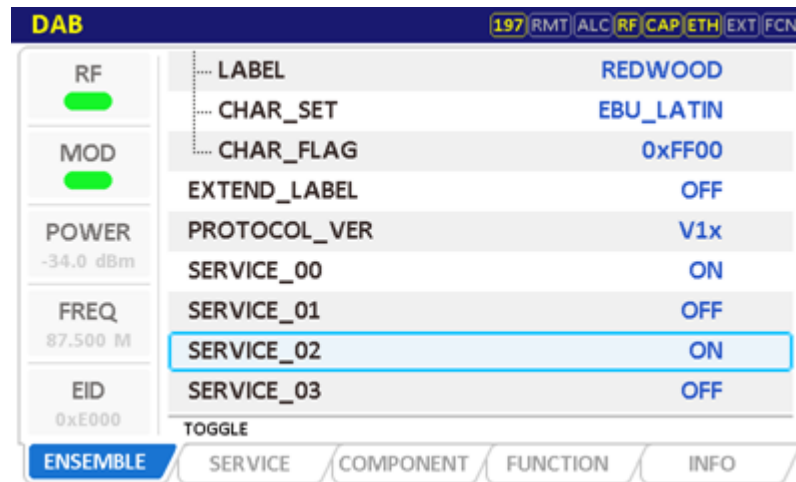 DAB 197 RMT ALC RF CAP ETH EXT FCN
RF
MOD
POWER
-34.0 dBm
FREQ
87.500 M
EID
0xE000
LABEL REDWOOD
CHAR_SET EBU_LATIN
CHAR_FLAG 0xFF00
EXTEND_LABEL OFF
PROTOCOL_VER V1x
SERVICE_00 ON
SERVICE_01 OFF
SERVICE_02 ON
SERVICE_03 OFF
TOGGLE
ENSEMBLE SERVICE COMPONENT FUNCTION INFO